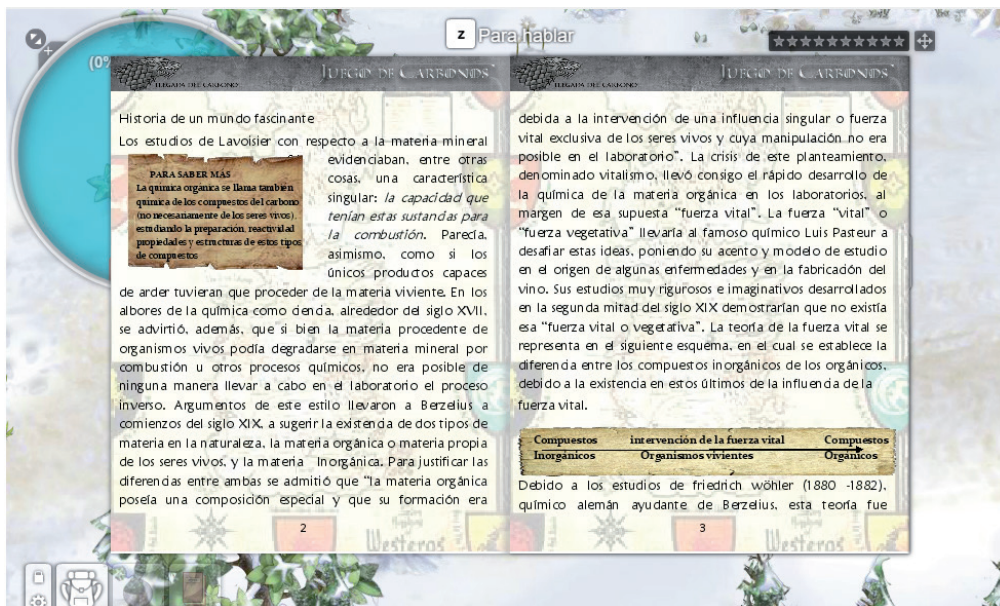 z Para hablar
(0%
JUEGO DE CARBONOS
LLEGADA DEL CARBONO
Historia de un mundo fascinante
Los estudios de Lavoisier con respecto a la materia mineral
evidenciaban, entre otras
cosas, una característica
singular: la capacidad que
tenían estas sustancias para
la combustión. Parecía,
asimismo, como si los
únicos productos capaces
PARA SABER MAS
La química orgánica se llama también
química de los compuestos del carbono
(no necesariamente de los seres vivos),
estudiando la preparación, reactividad
propiedades y estructuras de estos tipos
de compuestos
de arder tuvieran que proceder de la materia viviente. En los
albores de la química como ciencia, alrededor del siglo XVII,
se advirtió, además, que si bien la materia procedente de
organismos vivos podía degradarse en materia mineral por
combustión u otros procesos químicos, no era posible de
ninguna manera llevar a cabo en el laboratorio el proceso
inverso. Argumentos de este estilo llevaron a Berzelius a
comienzos del siglo XIX, a sugerir la existencia de dos tipos de
materia en la naturaleza, la materia orgánica o materia propia
de los seres vivos, y la materia Inorgánica. Para justificar las
diferencias entre ambas se admitió que "la materia orgánica
poseía una composición especial y que su formación era
2
Westeros
JUEGO DE CARBONOS
LLEGADA DEL CARBONO
debida a la intervención de una influencia singular o fuerza
vital exclusiva de los seres vivos y cuya manipulación no era
posible en el laboratorio". La crisis de este planteamiento,
denominado vitalismo, llevó consigo el rápido desarrollo de
la química de la materia orgánica en los laboratorios, al
margen de esa supuesta "fuerza vital". La fuerza "vital" o
"fuerza vegetativa" llevaría al famoso químico Luis Pasteur a
desafiar estas ideas, poniendo su acento y modelo de estudio
en el origen de algunas enfermedades y en la fabricación del
vino. Sus estudios muy rigurosos e imaginativos desarrollados
en la segunda mitad del siglo XIX demostrarían que no existía
esa "fuerza vital o vegetativa". La teoría de la fuerza vital se
representa en el siguiente esquema, en el cual se establece la
diferencia entre los compuestos inorgánicos de los orgánicos,
debido a la existencia en estos últimos de la influencia de la
fuerza vital.
Compuestos intervención de la fuerza vital Compuestos
Inorgánicos Organismos vivientes Orgánicos
Debido a los estudios de friedrich wöhler (1880 -1882),
químico alemán ayudante de Berzelius, esta teoría fue
3
Westeros